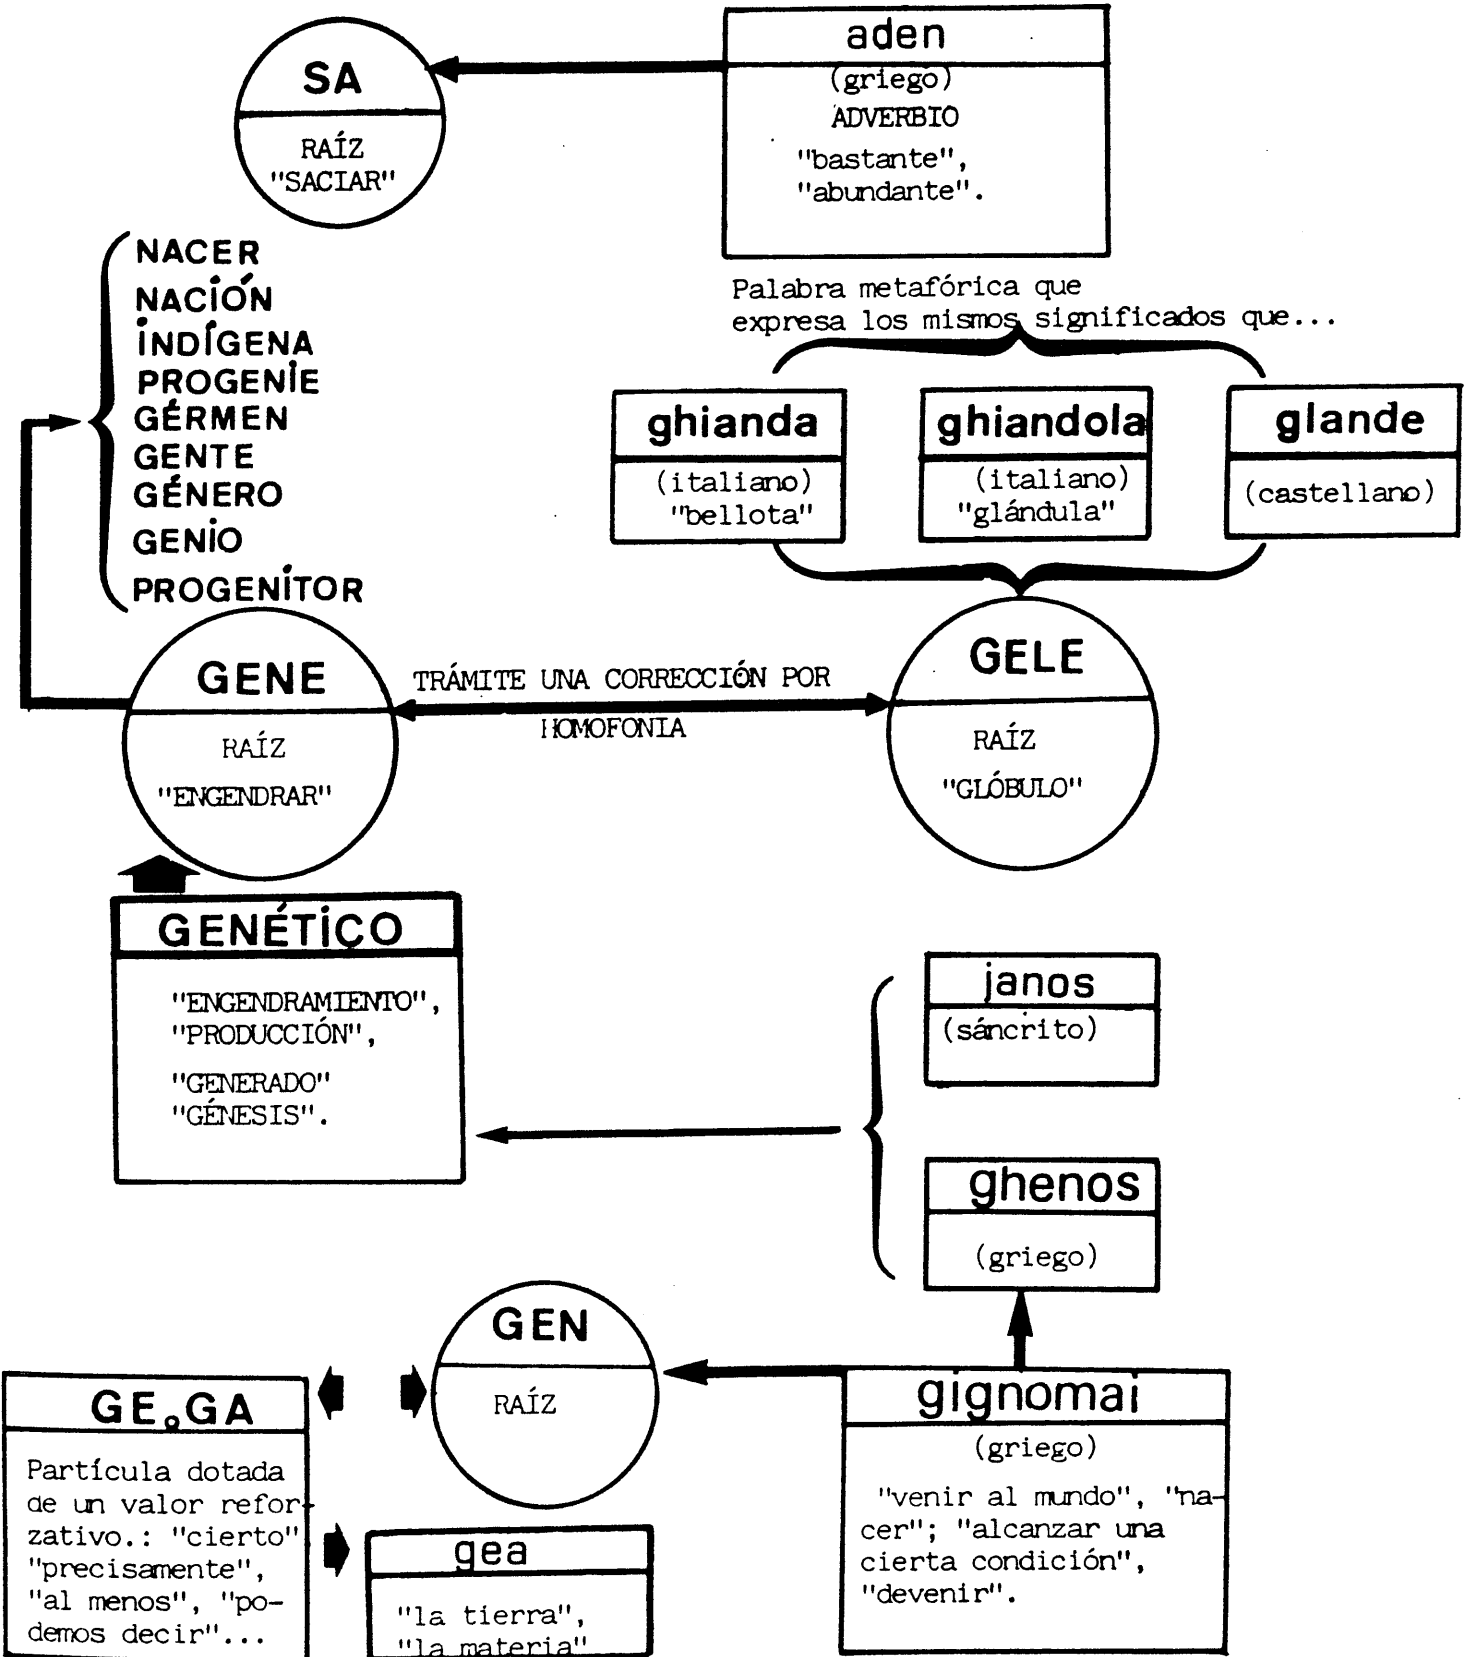 SA
RAÍZ
"SACIAR"
aden
(griego)
ADVERBIO
"bastante",
"abundante".
Palabra metafórica que
expresa los mismos significados que...
NACER
NACIÓN
INDÍGENA
PROGENIE
GÉRMEN
GENTE
GÉNERO
GENIO
PROGENITOR
ghianda
(italiano)
"bellota"
ghiandola
(italiano)
"glándula"
glande
(castellano)
GENE
RAÍZ
"ENGENDRAR"
TRÁMITE UNA CORRECCIÓN POR
HOMOFONIA
GELE
RAÍZ
"GLÓBULO"
GENÉTICO
"ENGENDRAMIENTO",
"PRODUCCIÓN",
"GENERADO"
"GÉNESIS".
janos
(sáncrito)
ghenos
(griego)
GEN
RAÍZ
GE o GA
Partícula dotada
de un valor refor-
zativo.: "cierto"
"precisamente",
"al menos", "po-
demos decir"...
gea
"la tierra",
"la materia"
gignomai
(griego)
"venir al mundo", "na-
cer"; "alcanzar una
cierta condición",
"devenir".